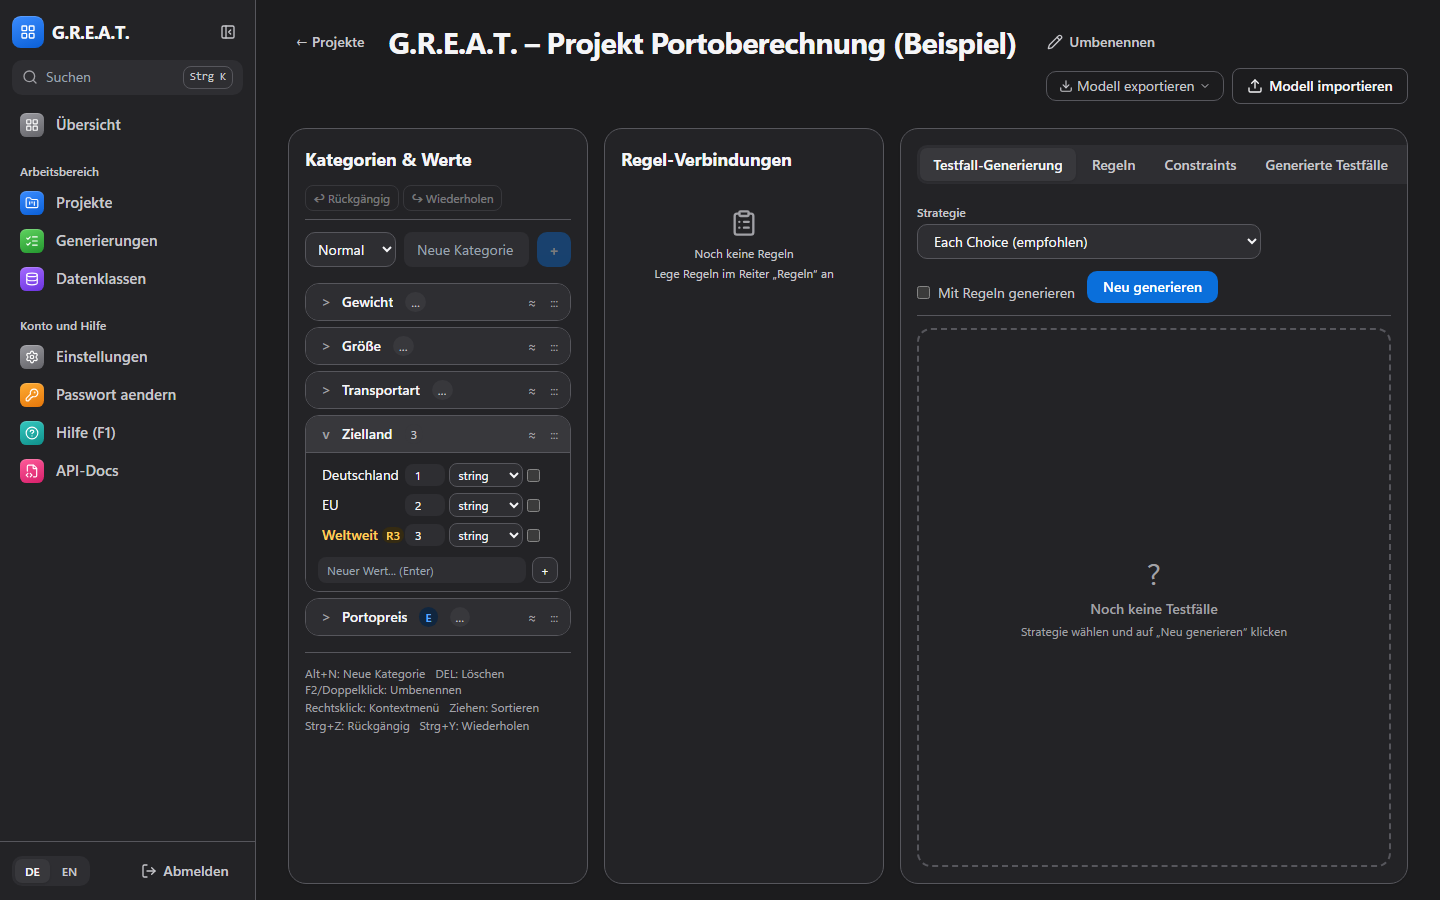 G.R.E.A.T.
Suchen
Strg K
Übersicht
Arbeitsbereich
Projekte
Generierungen
Datenklassen
Konto und Hilfe
Einstellungen
Passwort aendern
Hilfe (F1)
API-Docs
DE EN
Abmelden
← Projekte
G.R.E.A.T. – Projekt Portoberechnung (Beispiel)
Umbenennen
Modell exportieren
Modell importieren
Kategorien & Werte
↩ Rückgängig ↪ Wiederholen
Normal Neue Kategorie +
> Gewicht ... ≈ :::
> Größe ... ≈ :::
> Transportart ... ≈ :::
v Zielland 3 ≈ :::
Deutschland 1 string
EU 2 string
Weltweit R3 3 string
Neuer Wert... (Enter) +
> Portopreis E ... ≈ :::
Alt+N: Neue Kategorie DEL: Löschen
F2/Doppelklick: Umbenennen
Rechtsklick: Kontextmenü Ziehen: Sortieren
Strg+Z: Rückgängig Strg+Y: Wiederholen
Regel-Verbindungen
Noch keine Regeln
Lege Regeln im Reiter „Regeln“ an
Testfall-Generierung Regeln Constraints Generierte Testfälle
Strategie
Each Choice (empfohlen)
Mit Regeln generieren
Neu generieren
?
Noch keine Testfälle
Strategie wählen und auf „Neu generieren“ klicken